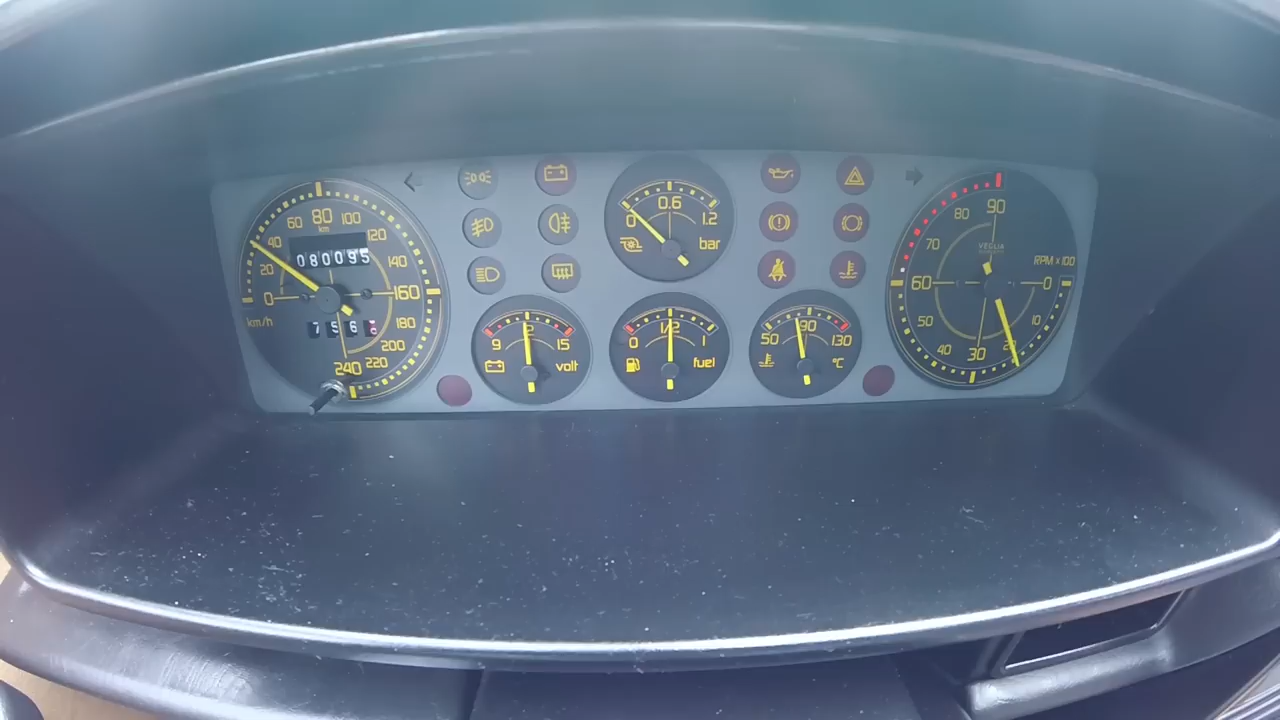 0 20 40 60 80 100 120 140 160 180 200 220 240
km
080095
km/h
756
9 12 15
volt
0 0.6 1.2
bar
0 1/2 1
fuel
50 90 130
°C
0 10 20 30 40 50 60 70 80 90
VEGLIA
RPM x100